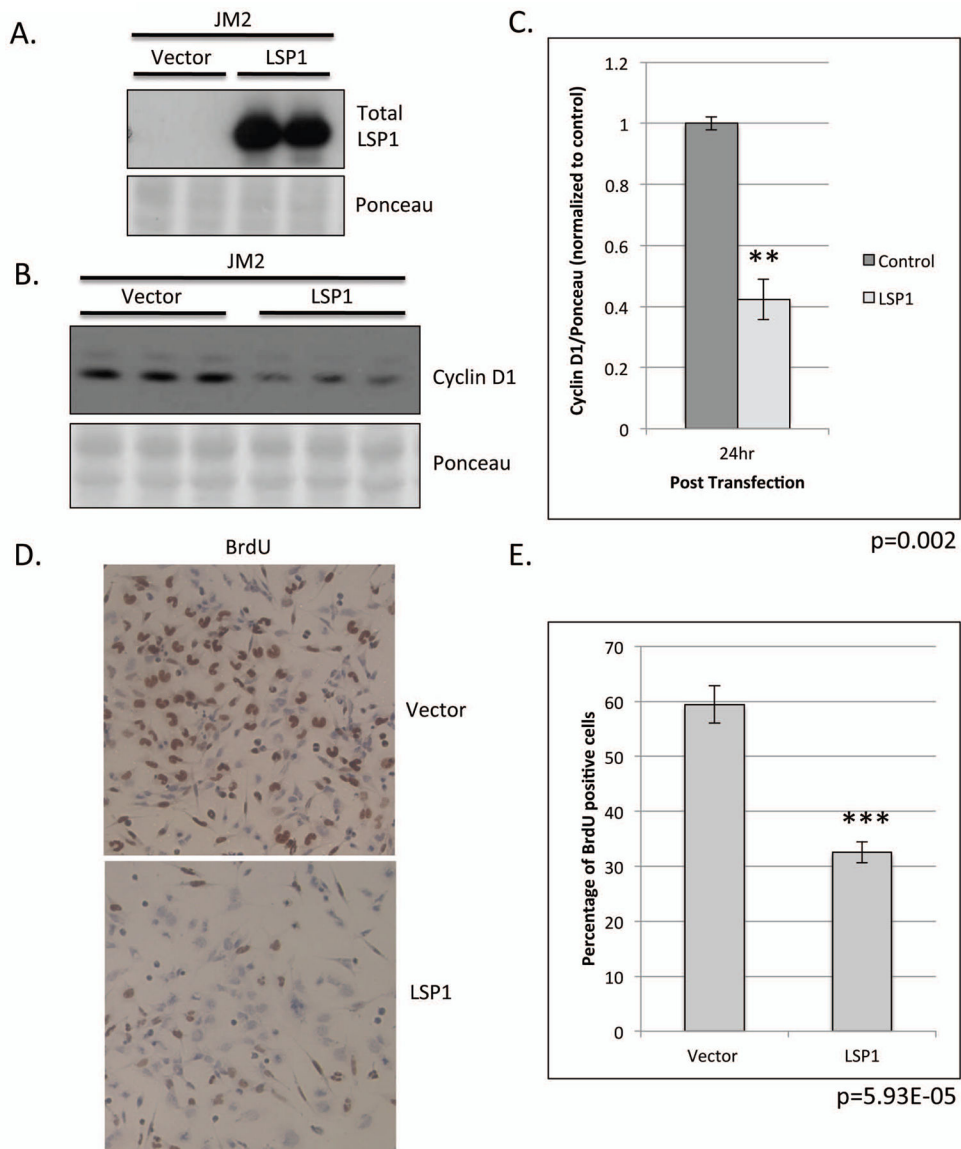 A.
JM2
Vector LSP1
Total
LSP1
Ponceau
B.
JM2
Vector LSP1
Cyclin D1
Ponceau
C.
Cyclin D1/Ponceau (normalized to control)
1.2
1
0.8
0.6
0.4
0.2
0
**
24hr
Post Transfection
Control
LSP1
p=0.002
D.
BrdU
Vector
LSP1
E.
Percentage of BrdU positive cells
70
60
50
40
30
20
10
0
***
Vector LSP1
p=5.93E-05